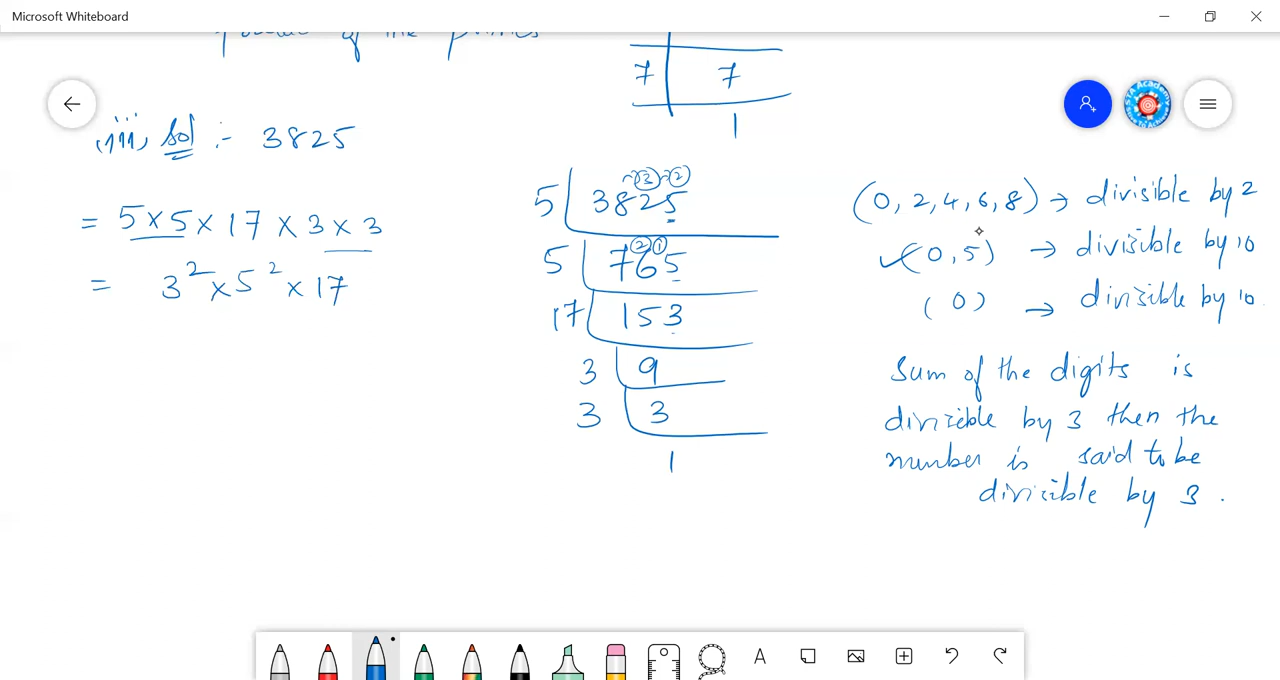 Microsoft Whiteboard
of the primes
7 | 7
1
(iii) Sol :- 3825
= 5 × 5 × 17 × 3 × 3
= 3² × 5² × 17
5 | 3825
5 | 765
17 | 153
3 | 9
3 | 3
1
(0, 2, 4, 6, 8) → divisible by 2
✓(0, 5) → divisible by 10
(0) → divisible by 10.
Sum of the digits is
divisible by 3 then the
number is said to be
divisible by 3.